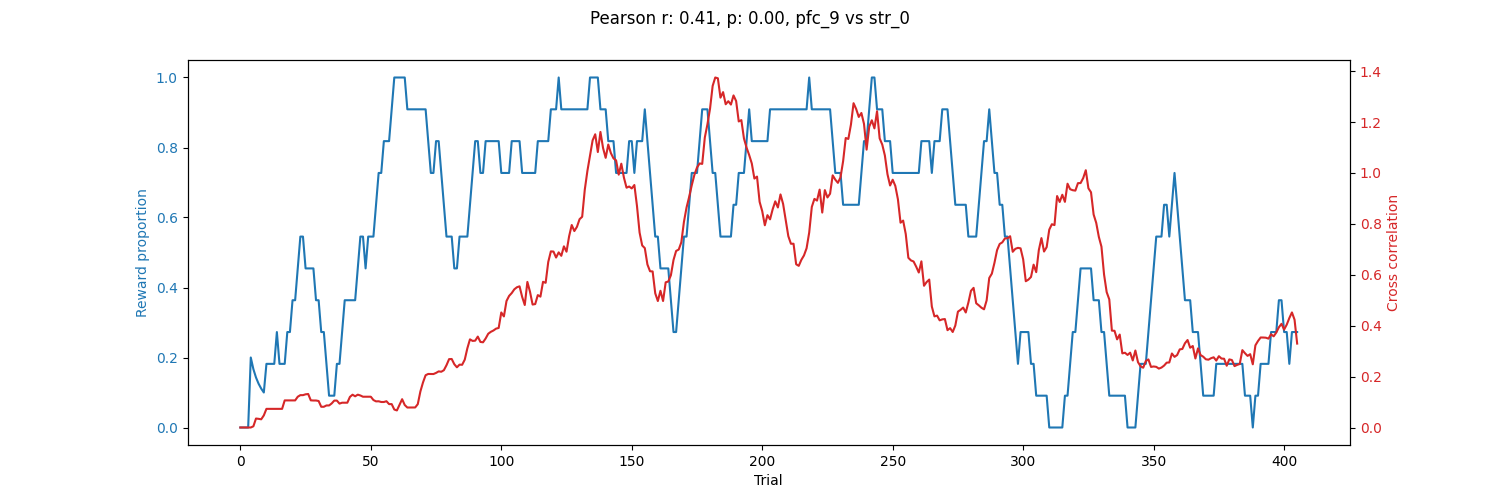 Pearson r: 0.41, p: 0.00, pfc_9 vs str_0
1.0
0.8
0.6
0.4
0.2
0.0
Reward proportion
1.4
1.2
1.0
0.8
0.6
0.4
0.2
0.0
Cross correlation
0 50 100 150 200 250 300 350 400
Trial